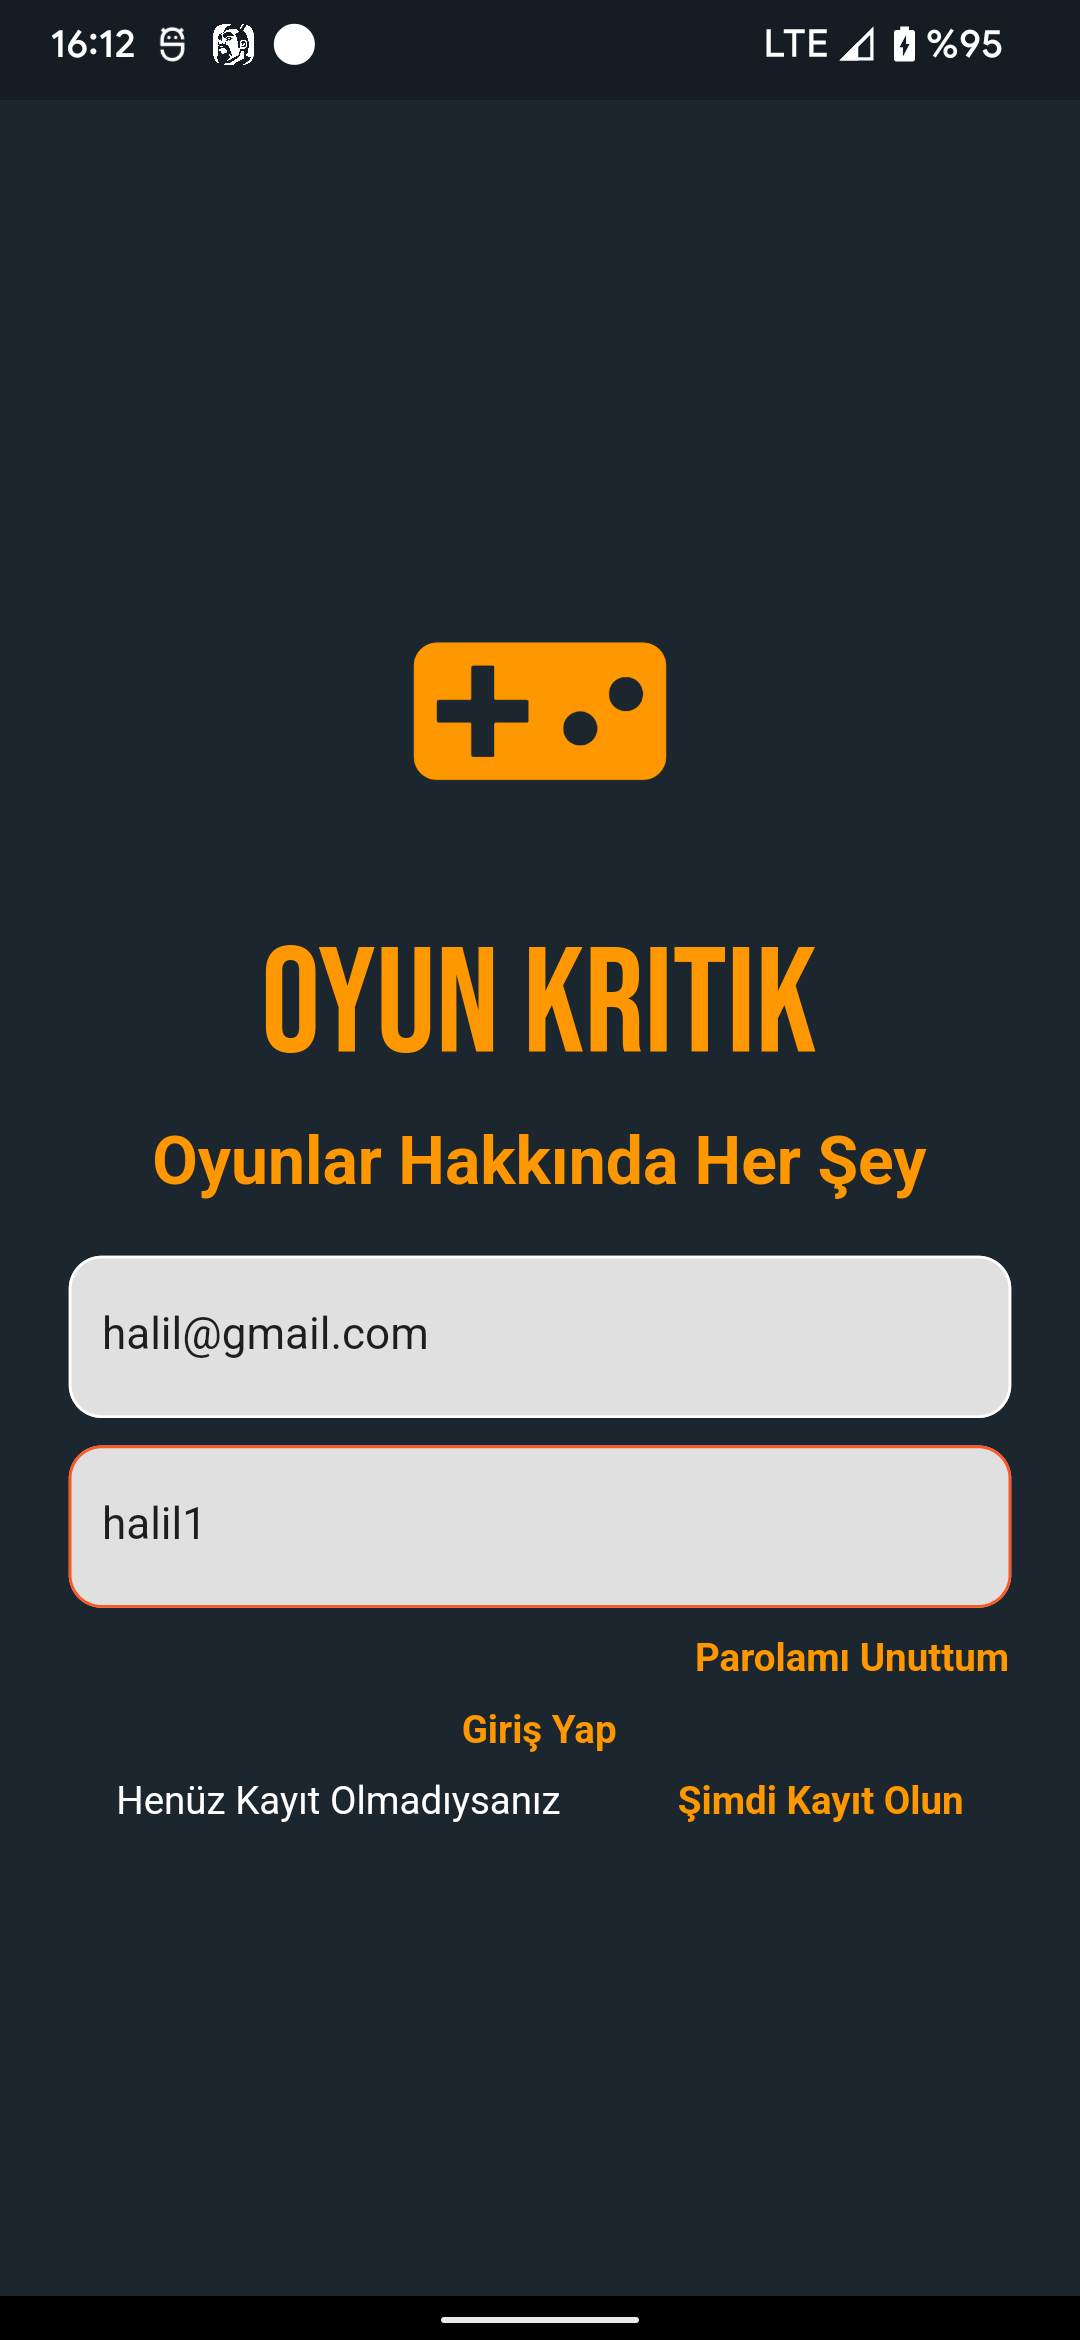 16:12 LTE %95
OYUN KRITIK
Oyunlar Hakkında Her Şey
halil@gmail.com
halil1
Parolamı Unuttum
Giriş Yap
Henüz Kayıt Olmadıysanız Şimdi Kayıt Olun